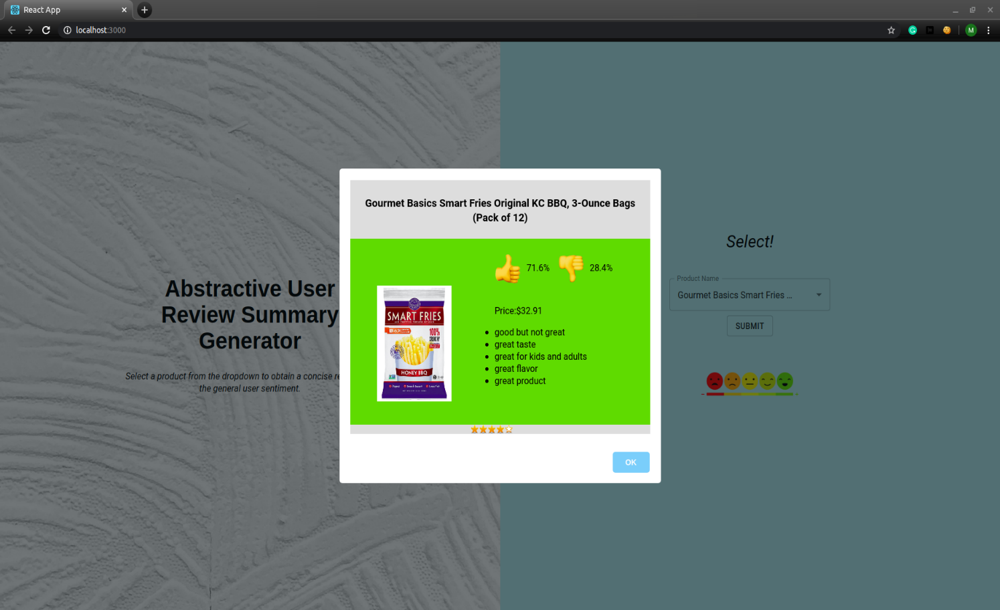 React App
localhost:3000
M
Abstractive User
Review Summary
Generator
Select a product from the dropdown to obtain a concise re
the general user sentiment.
Gourmet Basics Smart Fries Original KC BBQ, 3-Ounce Bags
(Pack of 12)
71.6%
28.4%
SMART FRIES
100%
HONEY BBQ
Price:$32.91
good but not great
great taste
great for kids and adults
great flavor
great product
OK
Select!
Product Name
Gourmet Basics Smart Fries ...
SUBMIT